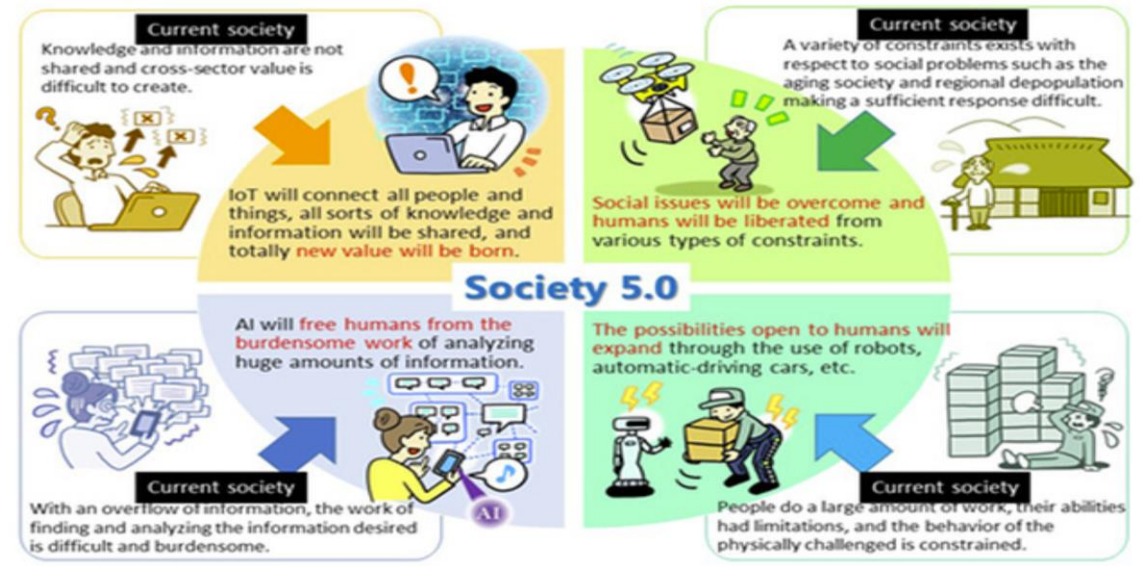 Current society
Knowledge and information are not
shared and cross-sector value is
difficult to create.
IoT will connect all people and
things, all sorts of knowledge and
information will be shared, and
totally new value will be born.
Current society
A variety of constraints exists with
respect to social problems such as the
aging society and regional depopulation
making a sufficient response difficult.
Social issues will be overcome and
humans will be liberated from
various types of constraints.
Society 5.0
AI will free humans from the
burdensome work of analyzing
huge amounts of information.
AI
Current society
With an overflow of information, the work of
finding and analyzing the information desired
is difficult and burdensome.
The possibilities open to humans will
expand through the use of robots,
automatic-driving cars, etc.
Current society
People do a large amount of work, their abilities
had limitations, and the behavior of the
physically challenged is constrained.